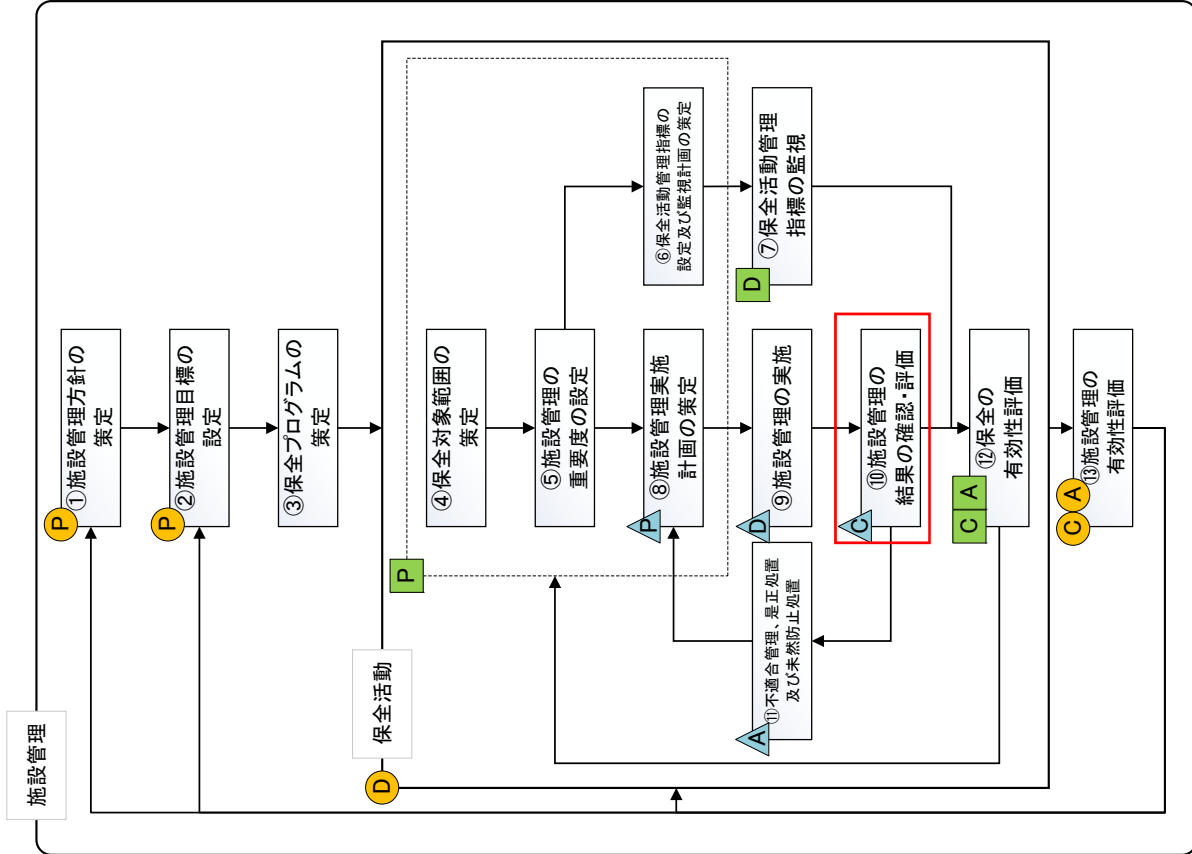 施設管理
P
①施設管理方針の
策定
P
②施設管理目標の
設定
③保全プログラムの
策定
D
保全活動
P
④保全対象範囲の
策定
⑤施設管理の
重要度の設定
⑥保全活動管理指標の
設定及び監視計画の策定
P
⑧施設管理実施
計画の策定
D
⑦保全活動管理
指標の監視
D
⑨施設管理の実施
A
⑪不適合管理、是正処置
及び未然防止処置
C
⑩施設管理の
結果の確認・評価
C
A
⑫保全の
有効性評価
C
A
⑬施設管理の
有効性評価